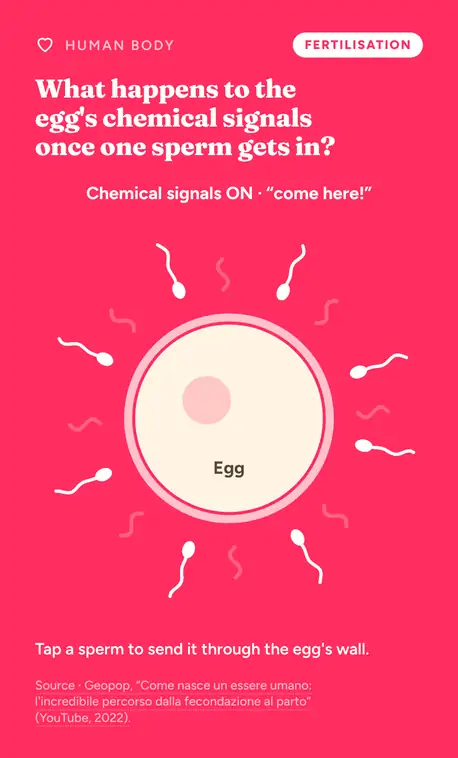 HUMAN BODY
FERTILISATION
What happens to the
egg's chemical signals
once one sperm gets in?
Chemical signals ON · “come here!”
Egg
Tap a sperm to send it through the egg's wall.
Source · Geopop, “Come nasce un essere umano:
l'incredibile percorso dalla fecondazione al parto”
(YouTube, 2022).